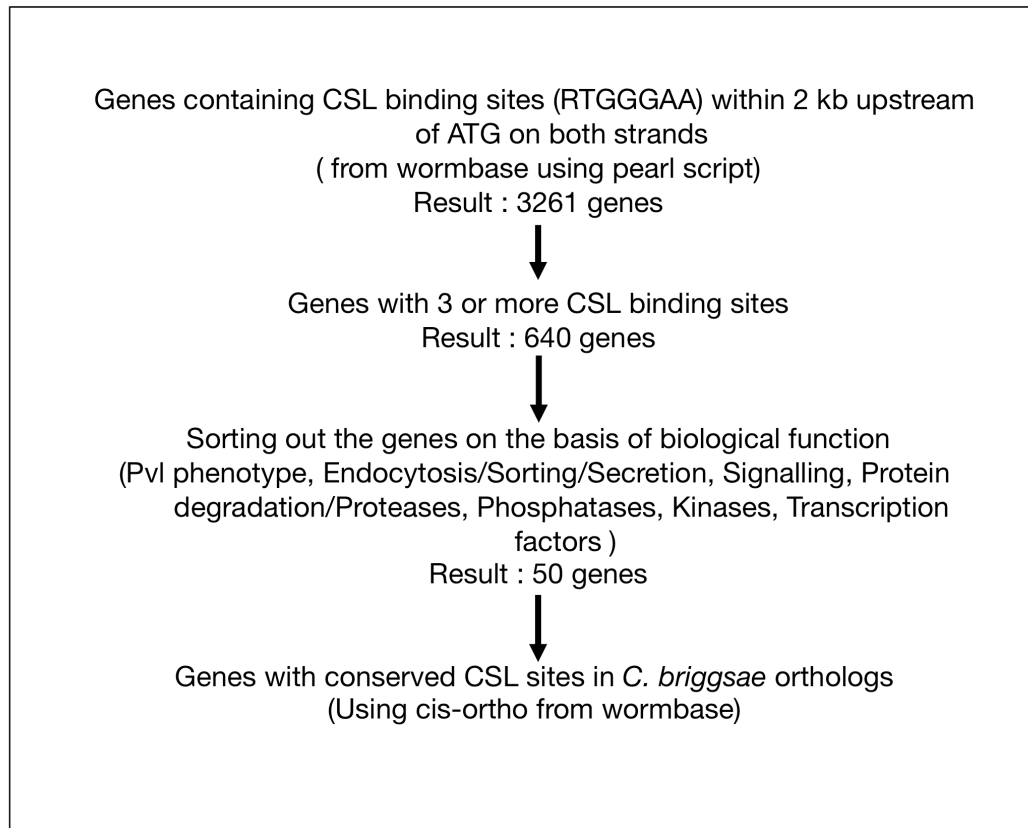 Genes containing CSL binding sites (RTGGGAA) within 2 kb upstream
of ATG on both strands
( from wormbase using pearl script)
Result : 3261 genes
Genes with 3 or more CSL binding sites
Result : 640 genes
Sorting out the genes on the basis of biological function
(Pvl phenotype, Endocytosis/Sorting/Secretion, Signalling, Protein
degradation/Proteases, Phosphatases, Kinases, Transcription
factors )
Result : 50 genes
Genes with conserved CSL sites in C. briggsae orthologs
(Using cis-ortho from wormbase)